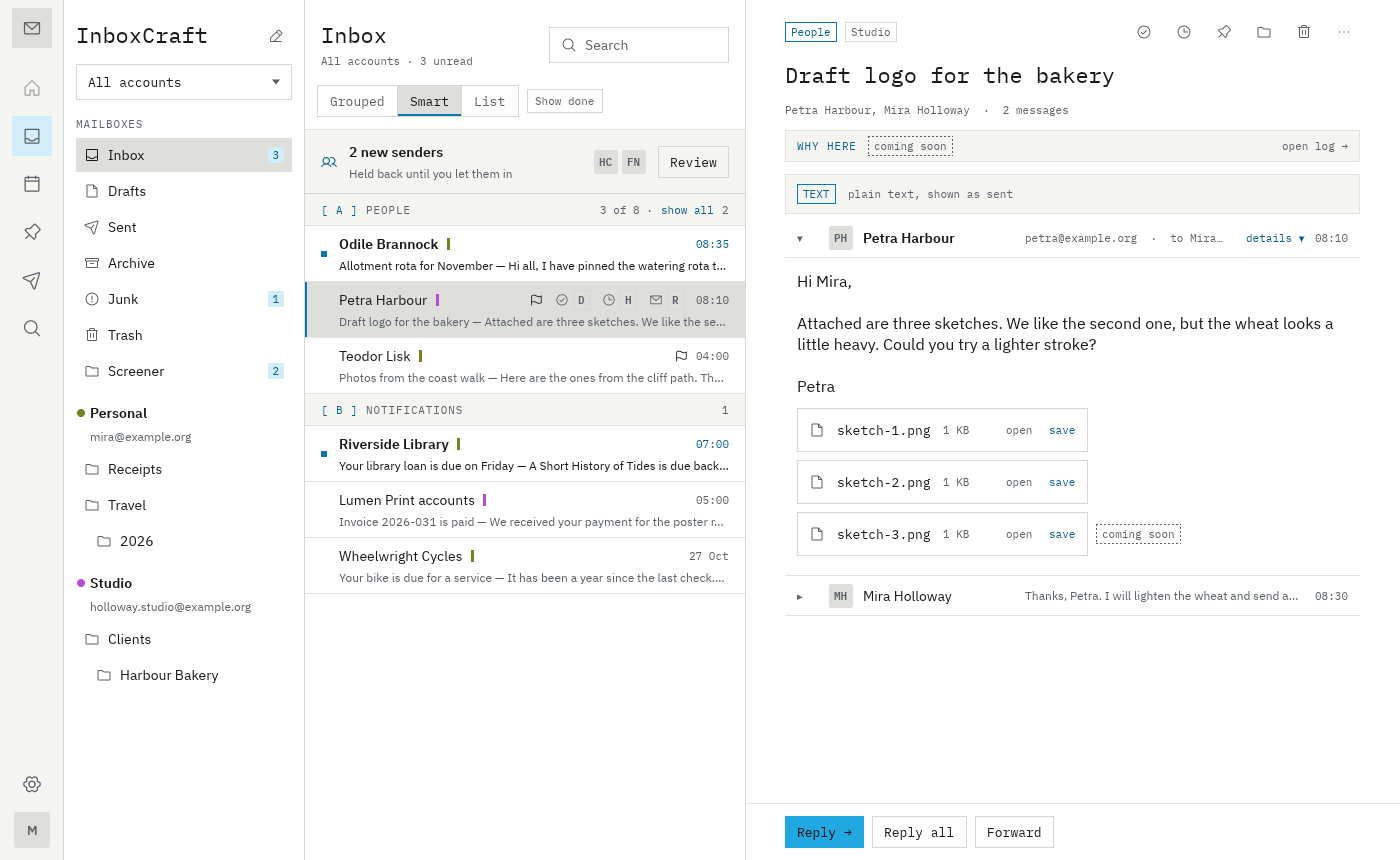 InboxCraft
All accounts
MAILBOXES
Inbox 3
Drafts
Sent
Archive
Junk 1
Trash
Screener 2
Personal
mira@example.org
Receipts
Travel
2026
Studio
holloway.studio@example.org
Clients
Harbour Bakery
M
Inbox
All accounts · 3 unread
Search
Grouped Smart List Show done
2 new senders
Held back until you let them in
HC FN Review
[ A ] PEOPLE 3 of 8 · show all 2
Odile Brannock 08:35
Allotment rota for November — Hi all, I have pinned the watering rota t…
Petra Harbour D H R 08:10
Draft logo for the bakery — Attached are three sketches. We like the se…
Teodor Lisk 04:00
Photos from the coast walk — Here are the ones from the cliff path. Th…
[ B ] NOTIFICATIONS 1
Riverside Library 07:00
Your library loan is due on Friday — A Short History of Tides is due back…
Lumen Print accounts 05:00
Invoice 2026-031 is paid — We received your payment for the poster r…
Wheelwright Cycles 27 Oct
Your bike is due for a service — It has been a year since the last check.…
People Studio
Draft logo for the bakery
Petra Harbour, Mira Holloway · 2 messages
WHY HERE coming soon open log →
TEXT plain text, shown as sent
▾ PH Petra Harbour petra@example.org · to Mira… details ▾ 08:10
Hi Mira,
Attached are three sketches. We like the second one, but the wheat looks a
little heavy. Could you try a lighter stroke?
Petra
sketch-1.png 1 KB open save
sketch-2.png 1 KB open save
sketch-3.png 1 KB open save coming soon
▸ MH Mira Holloway Thanks, Petra. I will lighten the wheat and send a… 08:30
Reply → Reply all Forward